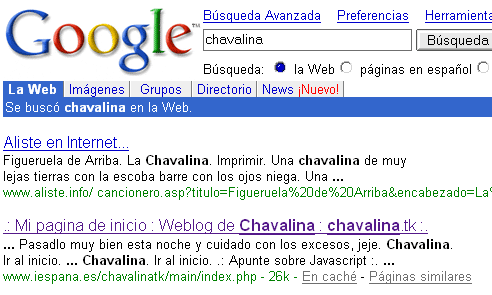 Google™
Búsqueda Avanzada Preferencias Herramienta
chavalina Búsqueda
Búsqueda: la Web páginas en español
La Web Imágenes Grupos Directorio News ¡Nuevo!
Se buscó chavalina en la Web.
Aliste en Internet...
Figueruela de Arriba. La Chavalina. Imprimir. Una chavalina de muy
lejas tierras con la escoba barre con los ojos niega. Una ...
www.aliste.info/ cancionero.asp?titulo=Figueruela%20de%20Arriba&encabezado=La%
.: Mi pagina de inicio : Weblog de Chavalina : chavalina.tk :.
... Pasadlo muy bien esta noche y cuidado con los excesos, jeje. Chavalina.
Ir al inicio. ... Chavalina. Ir al inicio. .: Apunte sobre Javascript :. ...
www.iespana.es/chavalinatk/main/index.php - 26k - En caché - Páginas similares